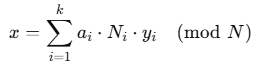 x = \sum_{i=1}^{k} a_i \cdot N_i \cdot y_i \pmod{N}